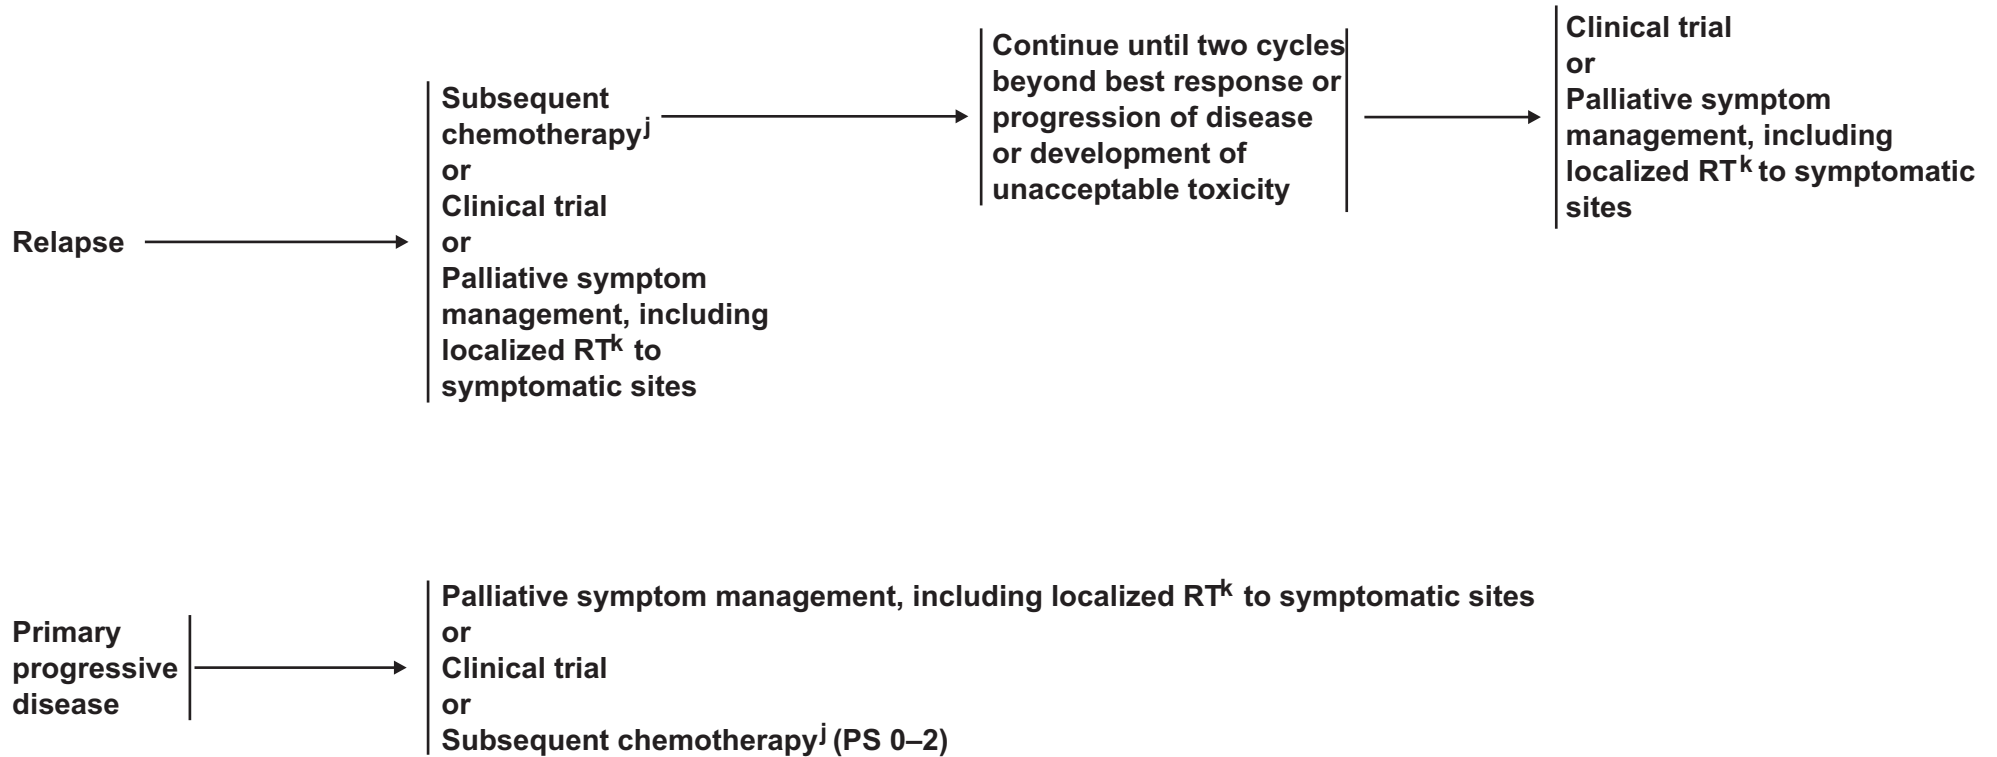 Relapse
Subsequent
chemotherapyj
or
Clinical trial
or
Palliative symptom
management, including
localized RTk to
symptomatic sites
Continue until two cycles
beyond best response or
progression of disease
or development of
unacceptable toxicity
Clinical trial
or
Palliative symptom
management, including
localized RTk to symptomatic
sites
Primary
progressive
disease
Palliative symptom management, including localized RTk to symptomatic sites
or
Clinical trial
or
Subsequent chemotherapyj (PS 0–2)